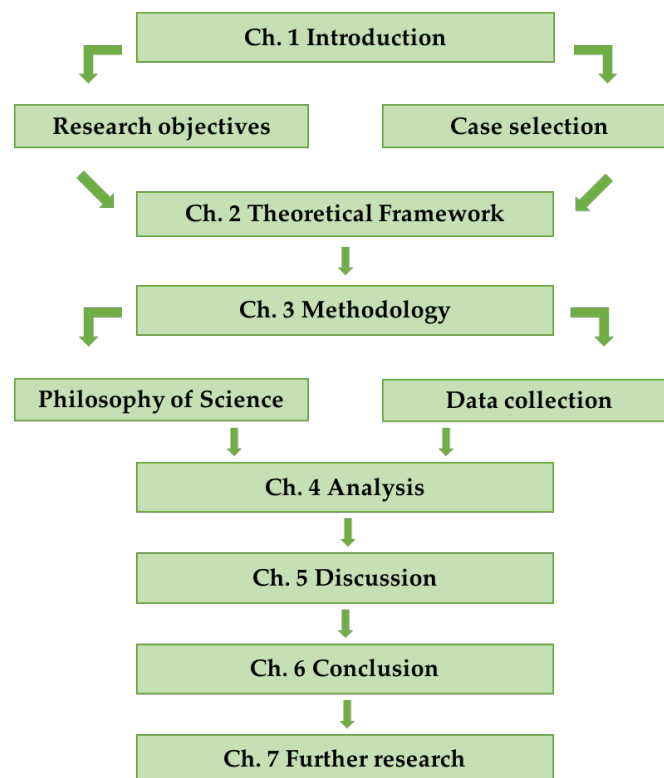 Ch. 1 Introduction
Research objectives
Case selection
Ch. 2 Theoretical Framework
Ch. 3 Methodology
Philosophy of Science
Data collection
Ch. 4 Analysis
Ch. 5 Discussion
Ch. 6 Conclusion
Ch. 7 Further research